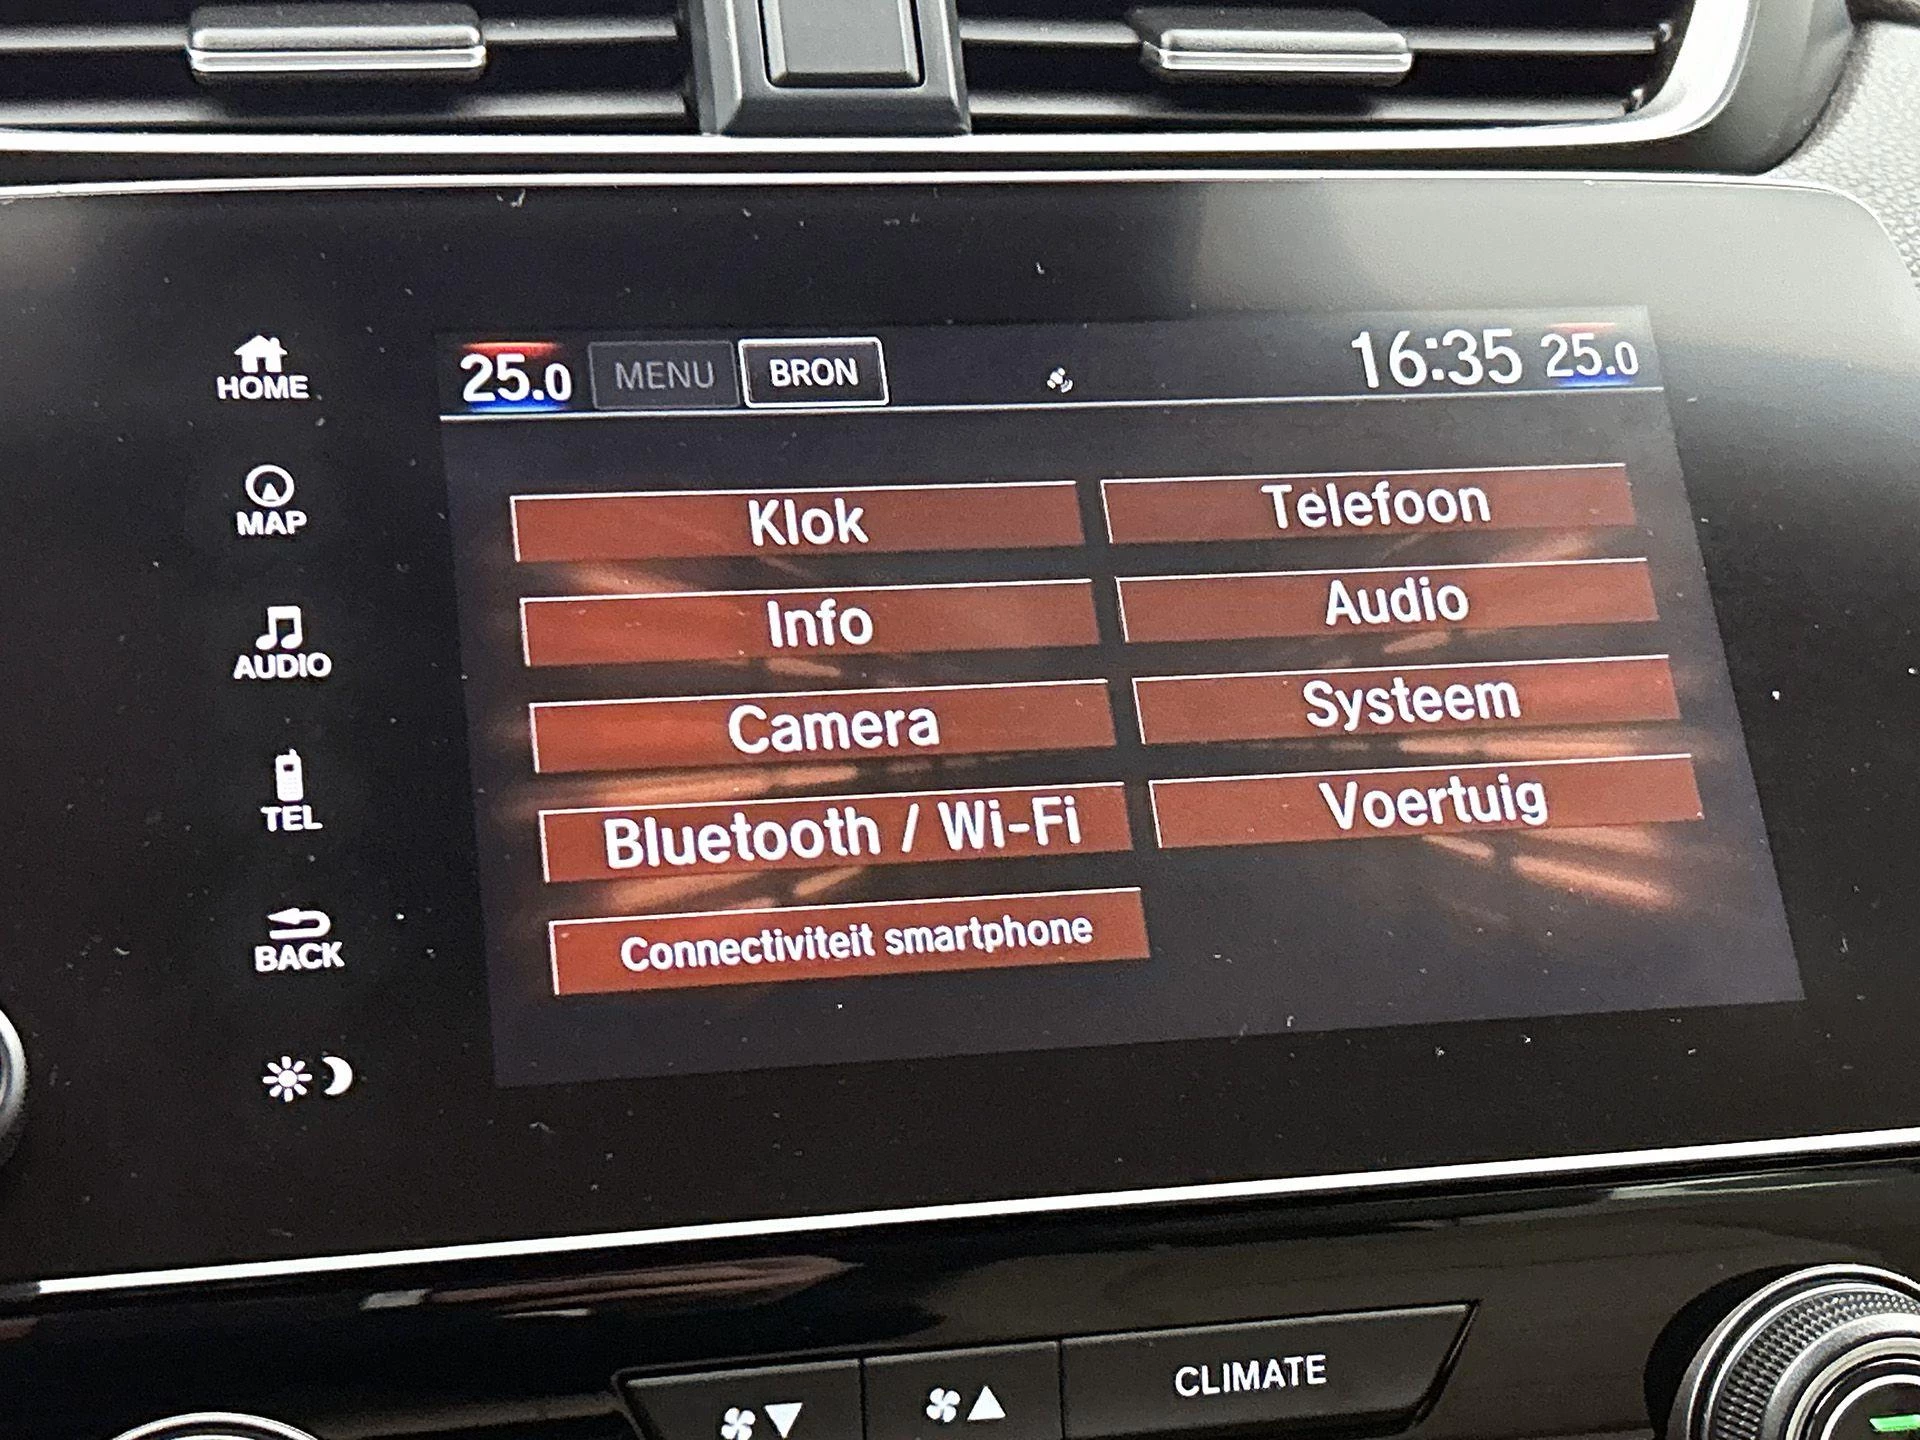 HOME
MAP
AUDIO
TEL
BACK
25.0 MENU BRON 16:35 25.0
Klok Telefoon
Info Audio
Camera Systeem
Bluetooth / Wi-Fi Voertuig
Connectiviteit smartphone
CLIMATE